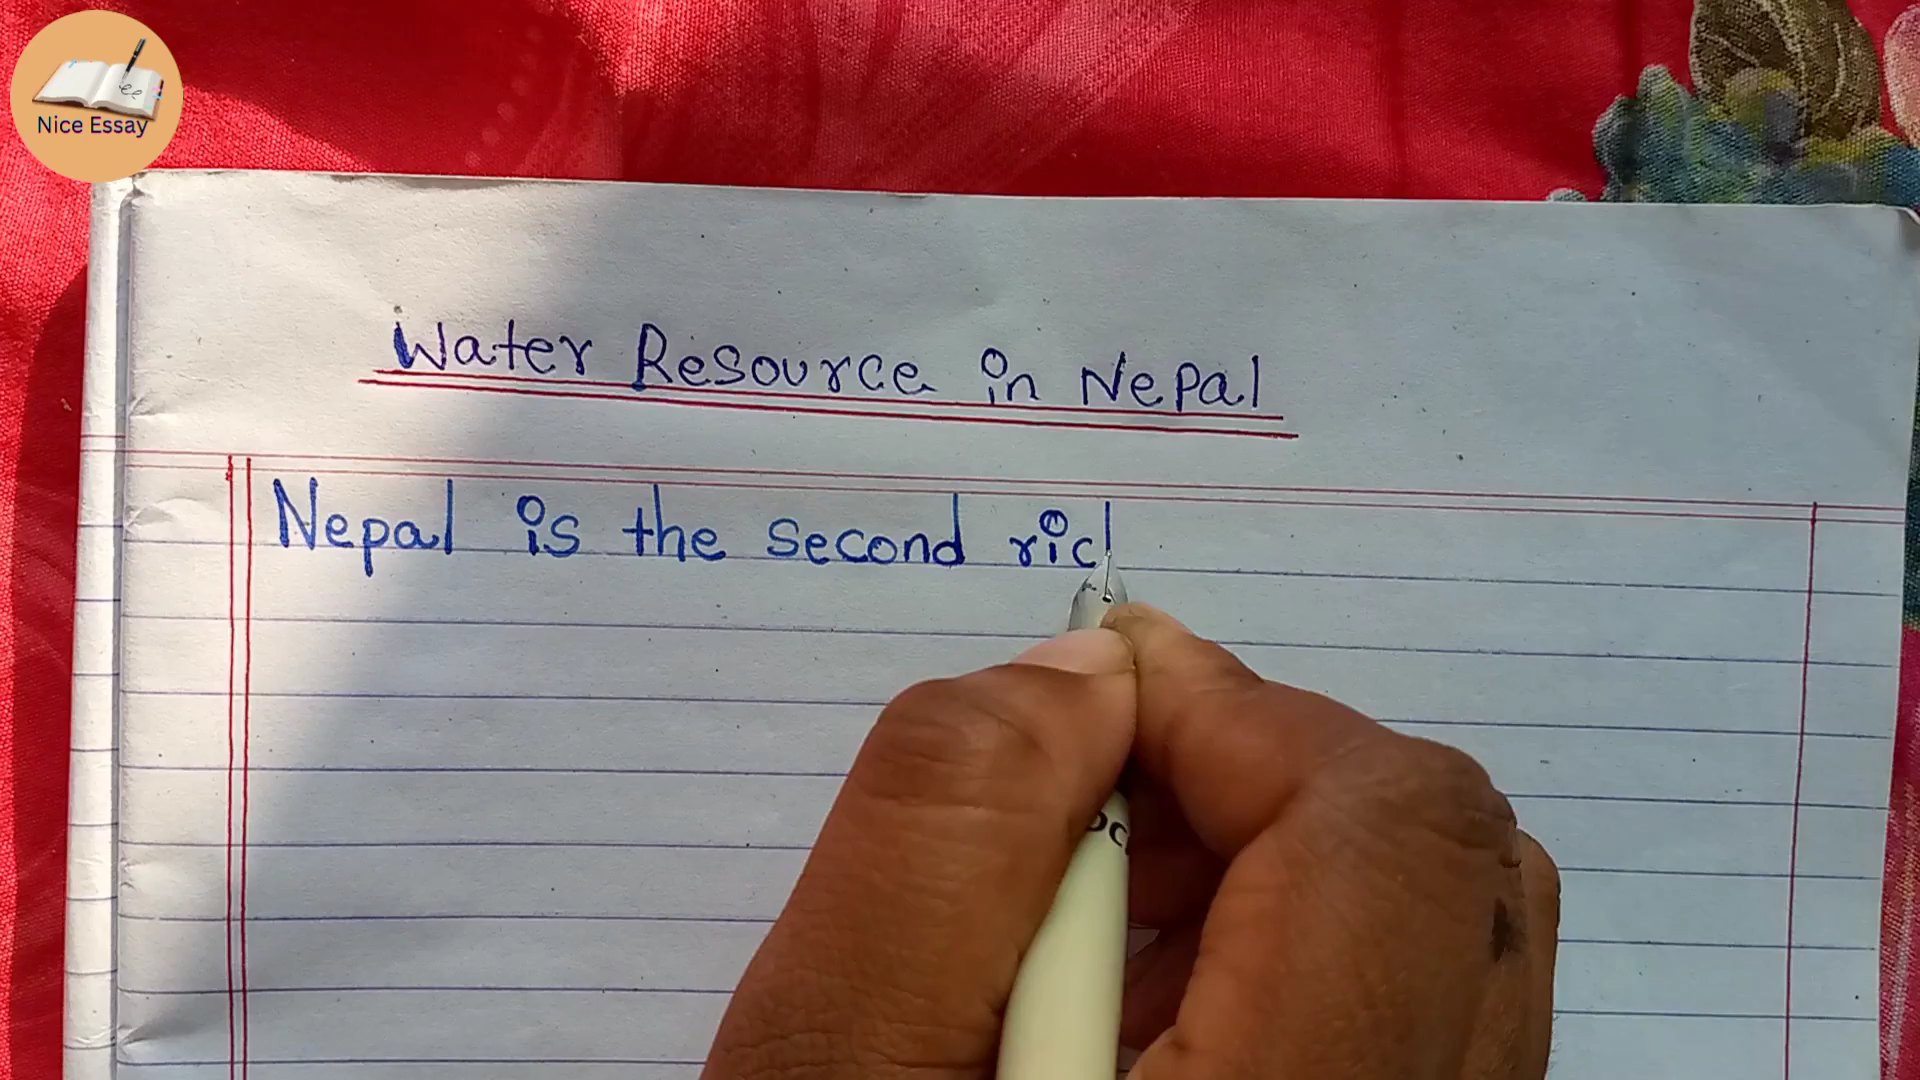 Nice Essay
Water Resource in Nepal
Nepal is the second ric